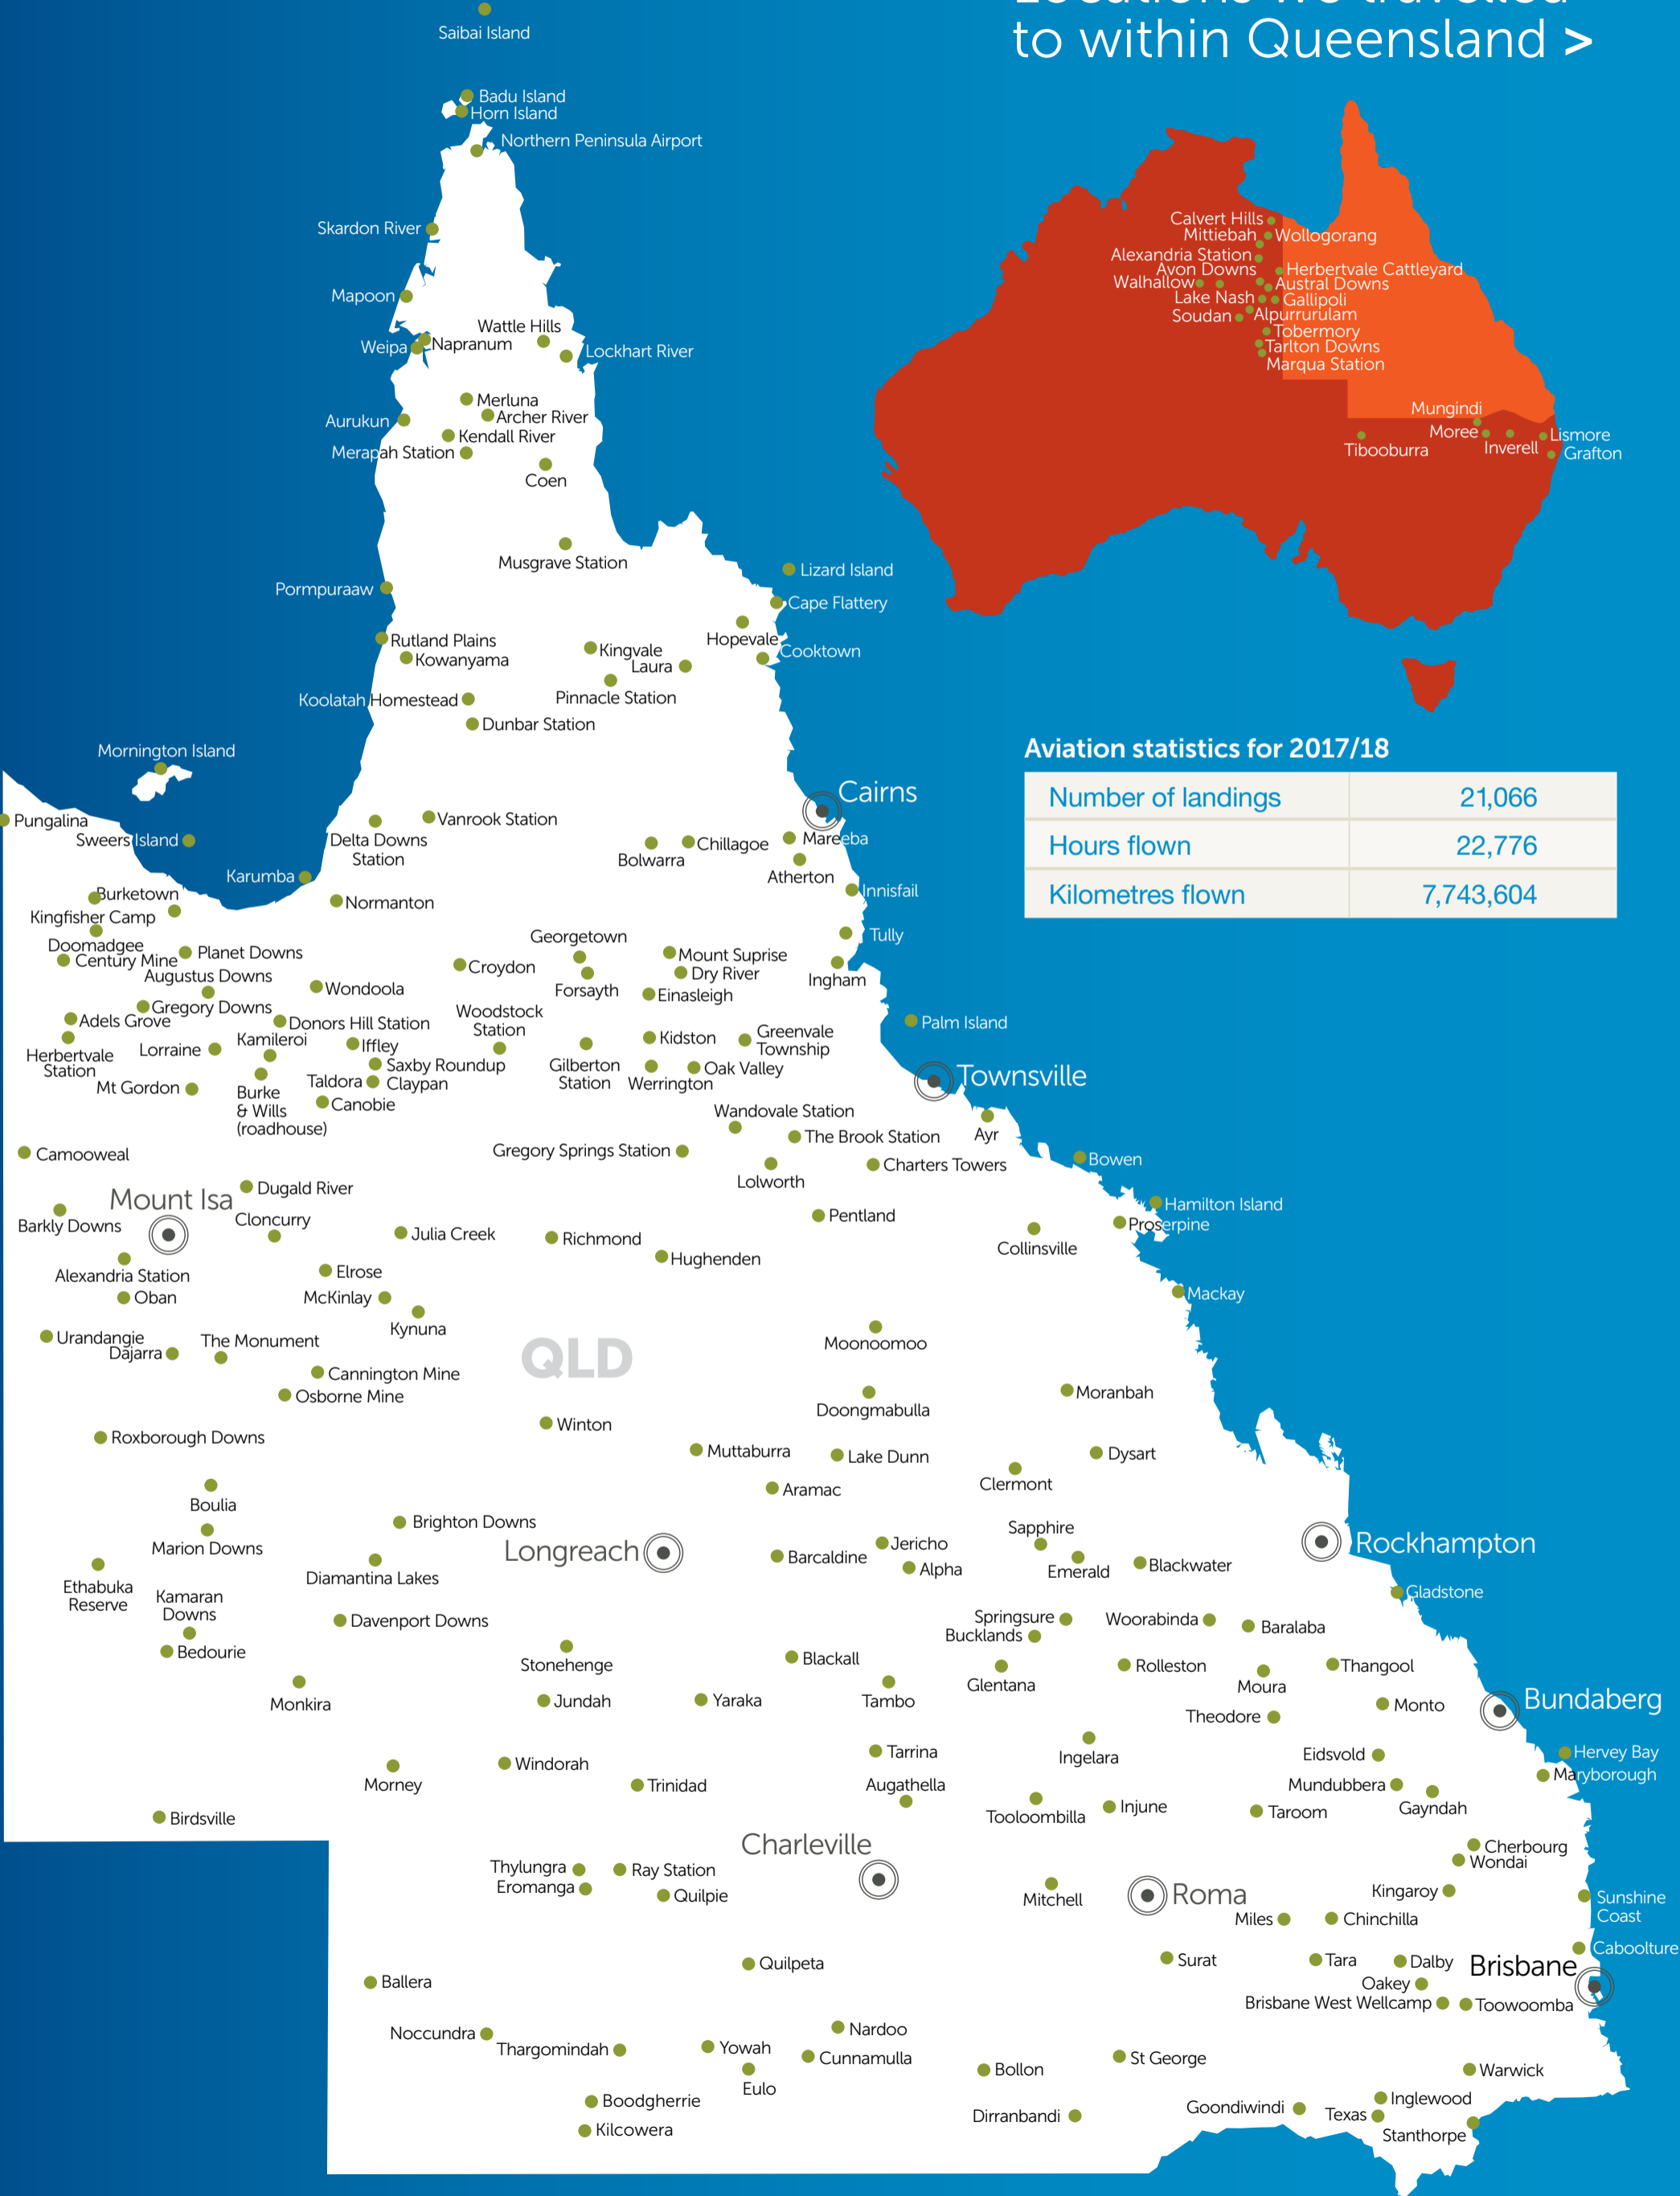 Locations we travelled
to within Queensland >
Saibai Island
Badu Island
Horn Island
Northern Peninsula Airport
Skardon River
Mapoon
Wattle Hills
Weipa
Napranum
Lockhart River
Merluna
Archer River
Aurukun
Kendall River
Merapah Station
Coen
Musgrave Station
Lizard Island
Pormpuraaw
Cape Flattery
Hopevale
Rutland Plains
Kingvale
Cooktown
Kowanyama
Laura
Koolatah Homestead
Pinnacle Station
Dunbar Station
Mornington Island
Calvert Hills
Mittiebah
Wollogorang
Alexandria Station
Avon Downs
Herbertvale Cattleyard
Walhallow
Austral Downs
Lake Nash
Gallipoli
Soudan
Alpurrurulam
Tobermory
Tarlton Downs
Marqua Station
Mungindi
Moree
Lismore
Tibooburra
Inverell
Grafton
Aviation statistics for 2017/18
Number of landings 21,066
Hours flown 22,776
Kilometres flown 7,743,604
Cairns
Pungalina
Vanrook Station
Sweers Island
Delta Downs
Station
Bolwarra
Chillagoe
Mareeba
Karumba
Atherton
Burketown
Innisfail
Normanton
Kingfisher Camp
Doomadgee
Georgetown
Tully
Century Mine
Planet Downs
Mount Suprise
Augustus Downs
Croydon
Dry River
Ingham
Wondoola
Forsayth
Einasleigh
Gregory Downs
Woodstock
Station
Adels Grove
Donors Hill Station
Palm Island
Kamileroi
Iffley
Kidston
Greenvale
Township
Herbertvale
Station
Lorraine
Saxby Roundup
Gilberton
Station
Werrington
Oak Valley
Mt Gordon
Taldora
Claypan
Townsville
Burke
& Wills
(roadhouse)
Canobie
Wandovale Station
The Brook Station
Ayr
Camooweal
Gregory Springs Station
Lolworth
Charters Towers
Bowen
Dugald River
Mount Isa
Hamilton Island
Barkly Downs
Cloncurry
Pentland
Proserpine
Julia Creek
Richmond
Collinsville
Hughenden
Alexandria Station
Elrose
Oban
McKinlay
Mackay
Kynuna
Urandangie
The Monument
QLD
Moonoomoo
Dajarra
Cannington Mine
Osborne Mine
Doongmabulla
Moranbah
Winton
Roxborough Downs
Muttaburra
Lake Dunn
Dysart
Clermont
Boulia
Aramac
Brighton Downs
Sapphire
Marion Downs
Longreach
Jericho
Rockhampton
Barcaldine
Alpha
Emerald
Blackwater
Diamantina Lakes
Ethabuka
Reserve
Gladstone
Kamaran
Downs
Davenport Downs
Springsure
Woorabinda
Baralaba
Bucklands
Bedourie
Stonehenge
Blackall
Rolleston
Thangool
Glentana
Moura
Monkira
Jundah
Yaraka
Tambo
Monto
Bundaberg
Theodore
Tarrina
Ingelara
Eidsvold
Hervey Bay
Windorah
Maryborough
Morney
Trinidad
Augathella
Mundubbera
Tooloombilla
Injune
Taroom
Gayndah
Birdsville
Charleville
Cherbourg
Wondai
Thylungra
Ray Station
Eromanga
Quilpie
Mitchell
Roma
Kingaroy
Sunshine
Coast
Miles
Chinchilla
Caboolture
Quilpeta
Surat
Tara
Dalby
Brisbane
Ballera
Oakey
Brisbane West Wellcamp
Toowoomba
Noccundra
Nardoo
Thargomindah
Yowah
Cunnamulla
St George
Bollon
Warwick
Eulo
Boodgherrie
Inglewood
Goondiwindi
Dirranbandi
Texas
Kilcowera
Stanthorpe